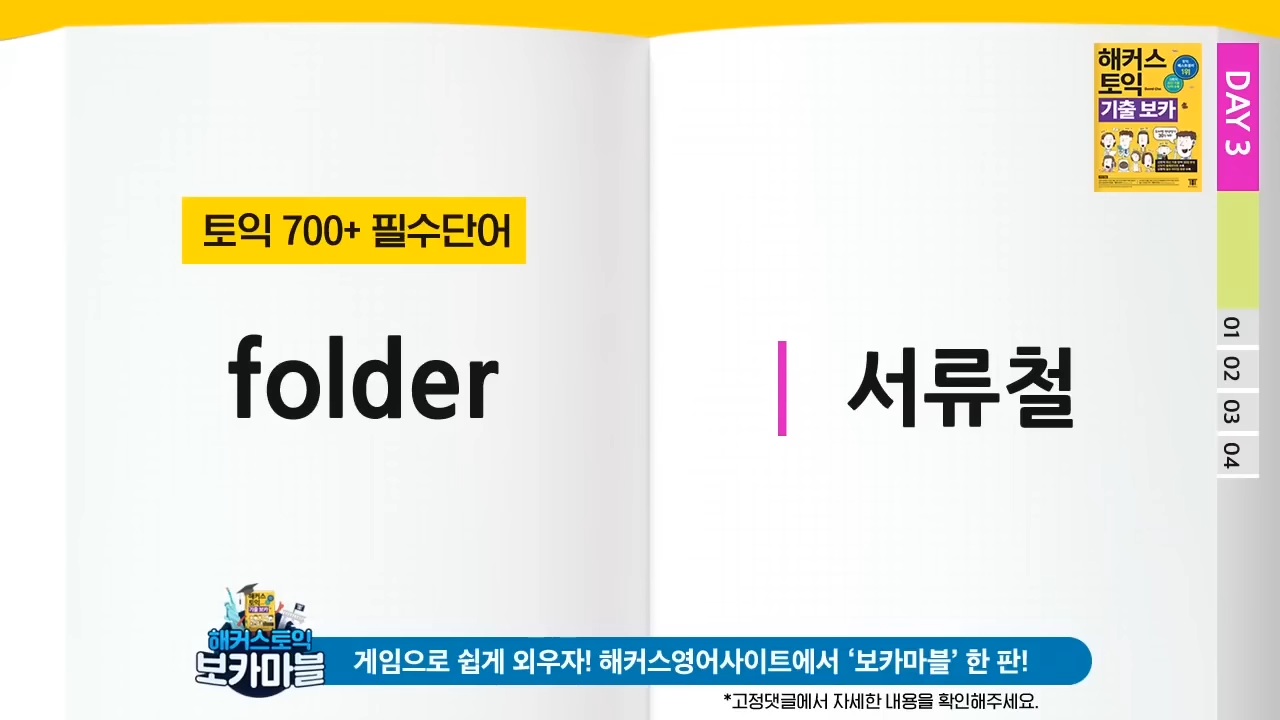 해커스
토익
기출 보카
DAY 3
토익 700+ 필수단어
folder
서류철
01
02
03
04
해커스토익
보카마블
게임으로 쉽게 외우자! 해커스영어사이트에서 ‘보카마블’ 한 판!
*고정댓글에서 자세한 내용을 확인해주세요.